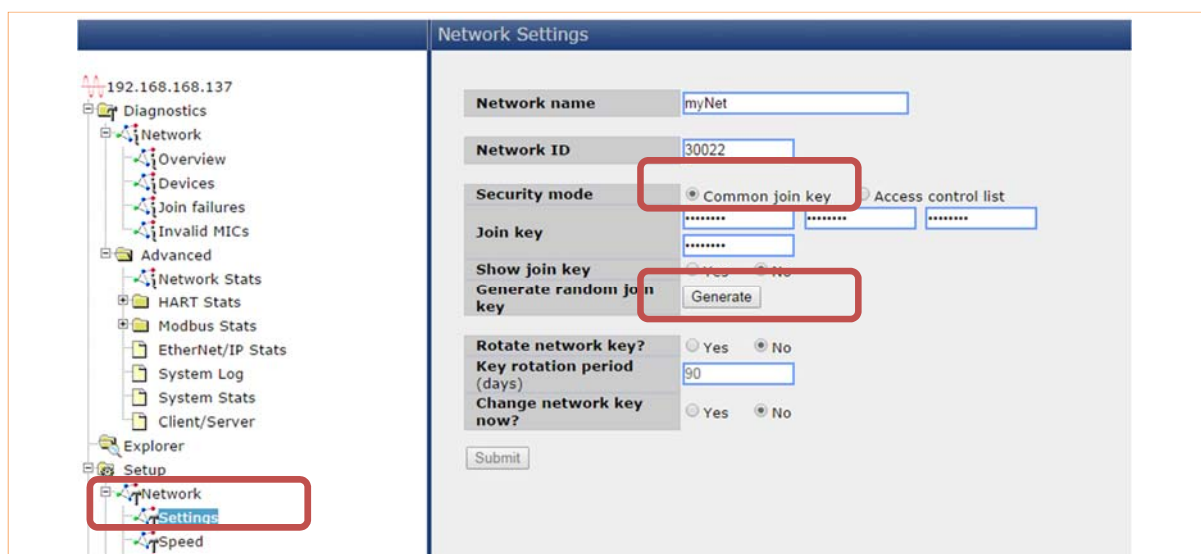 Network Settings
192.168.168.137
Diagnostics
Network
Overview
Devices
Join failures
Invalid MICs
Advanced
Network Stats
HART Stats
Modbus Stats
EtherNet/IP Stats
System Log
System Stats
Client/Server
Explorer
Setup
Network
Settings
Speed
Network name myNet
Network ID 30022
Security mode Common join key Access control list
Join key •••••••• •••••••• ••••••••
••••••••
Show join key Yes No
Generate random join key Generate
Rotate network key? Yes No
Key rotation period (days) 90
Change network key now? Yes No
Submit